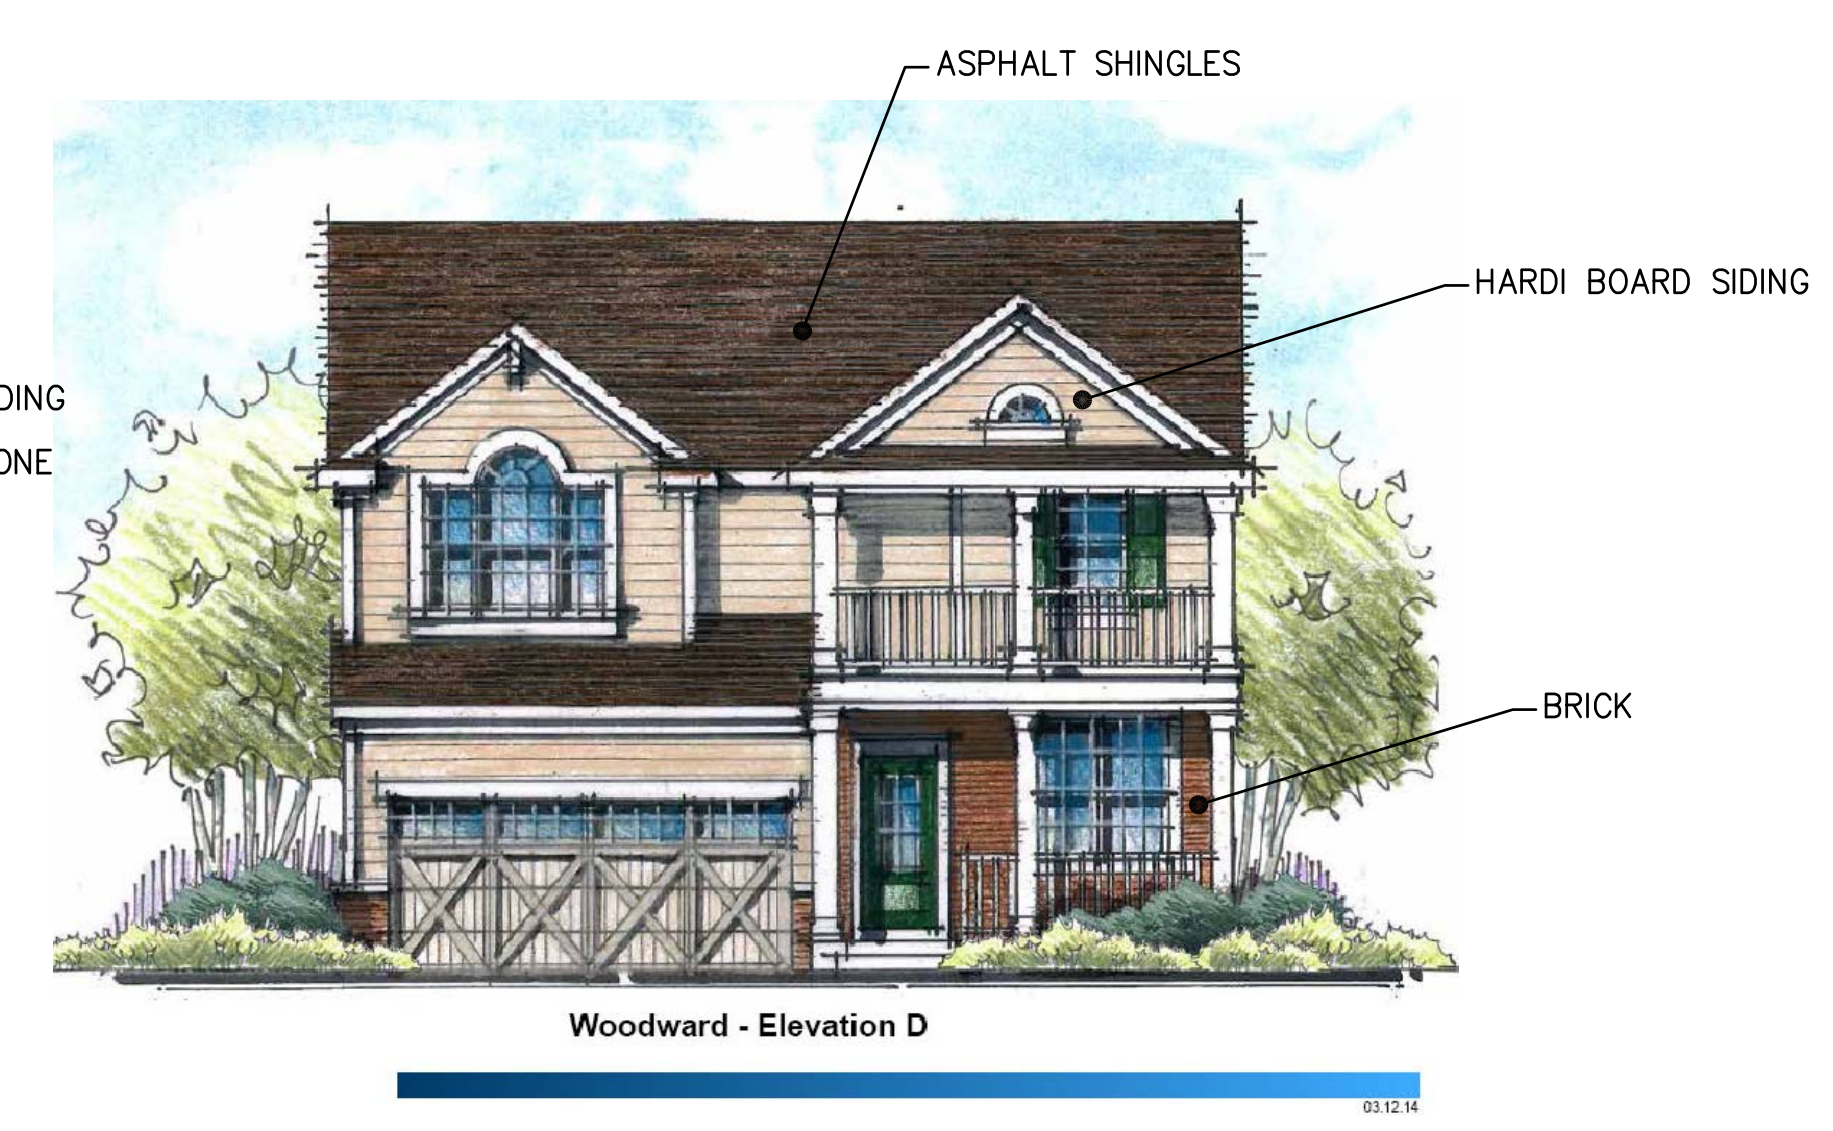 ASPHALT SHINGLES
HARDI BOARD SIDING
DING
ONE
BRICK
Woodward - Elevation D
03.12.14